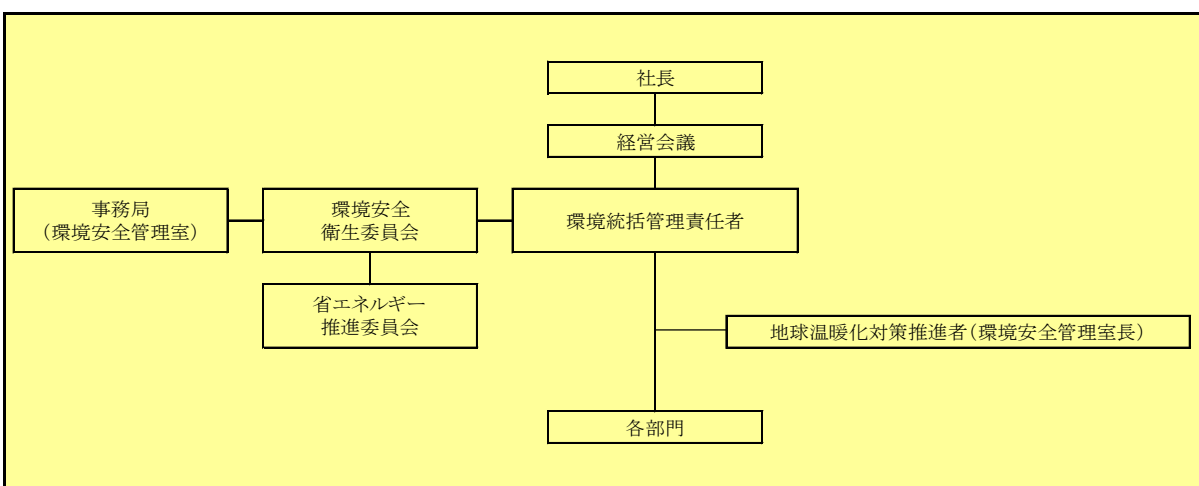 社長
経営会議
事務局
（環境安全管理室）
環境安全
衛生委員会
環境統括管理責任者
省エネルギー
推進委員会
地球温暖化対策推進者（環境安全管理室長）
各部門